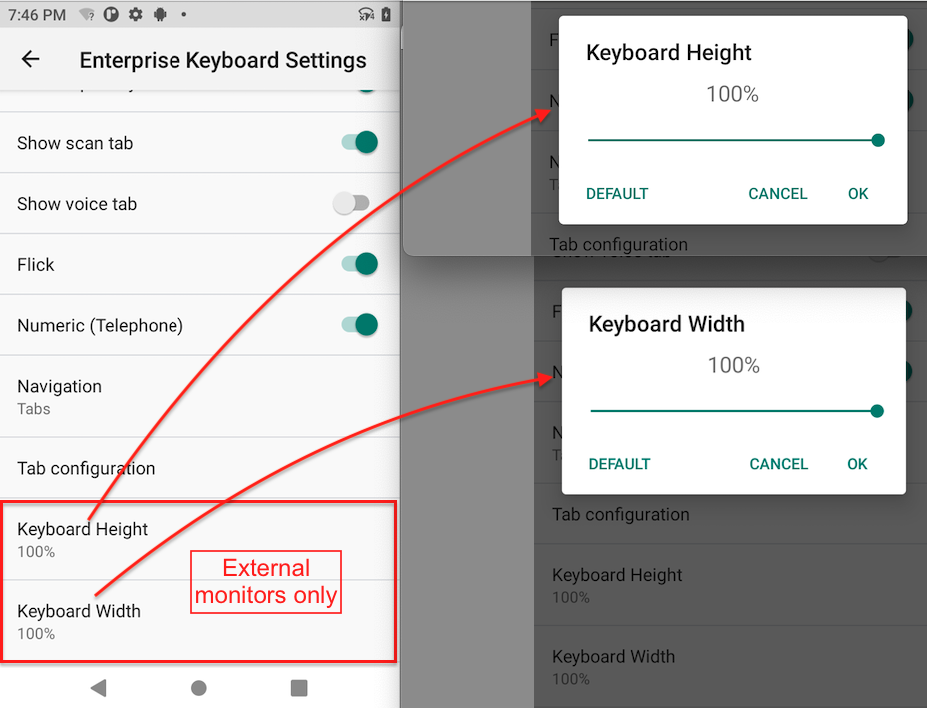 7:46 PM
Enterprise Keyboard Settings
Show scan tab
Show voice tab
Flick
Numeric (Telephone)
Navigation
Tabs
Tab configuration
Keyboard Height
100%
Keyboard Width
100%
External
monitors only
Keyboard Height
100%
DEFAULT
CANCEL
OK
Tab configuration
Keyboard Width
100%
DEFAULT
CANCEL
OK
Tab configuration
Keyboard Height
100%
Keyboard Width
100%